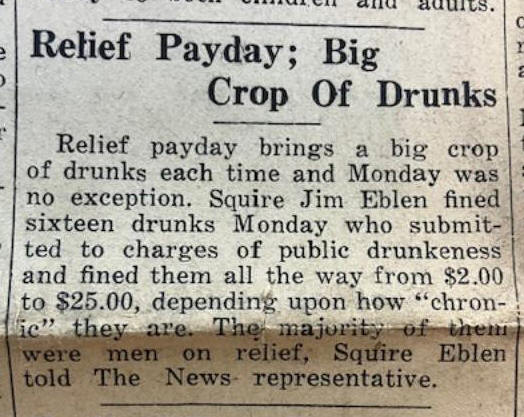 children and adults.
Relief Payday; Big
Crop Of Drunks
Relief payday brings a big crop
of drunks each time and Monday was
no exception. Squire Jim Eblen fined
sixteen drunks Monday who submit-
ted to charges of public drunkeness
and fined them all the way from $2.00
to $25.00, depending upon how “chron-
ic” they are. The majority of them
were men on relief, Squire Eblen
told The News representative.